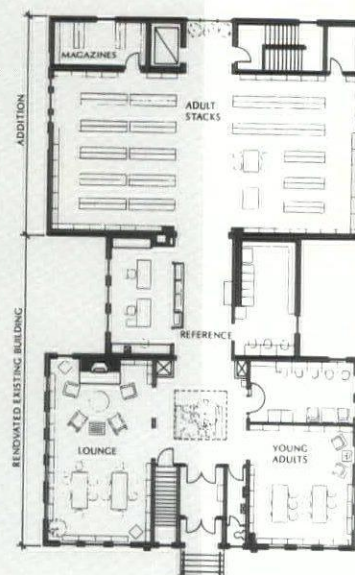 MAGAZINES
ADULT
STACKS
ADDITION
REFERENCE
RENOVATED EXISTING BUILDING
LOUNGE
YOUNG
ADULTS